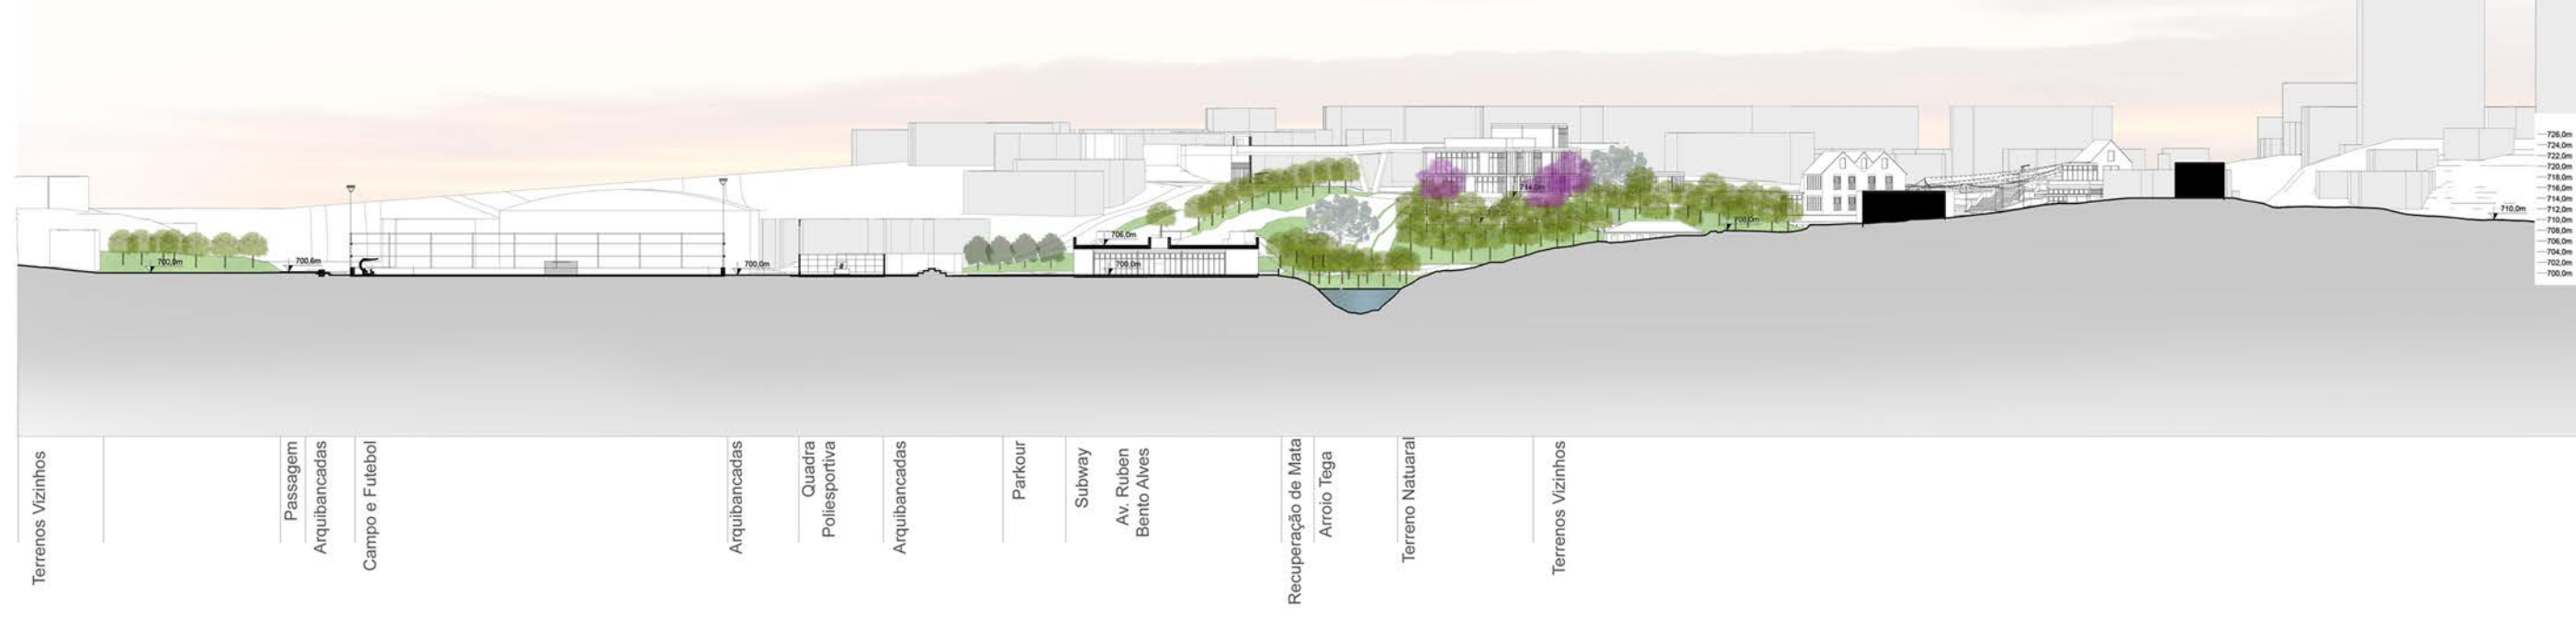 726,0m
724,0m
722,0m
720,0m
718,0m
716,0m
714,0m
712,0m
710,0m
708,0m
706,0m
704,0m
702,0m
700,0m
714,0m
710,0m
706,0m
700,0m
700,6m
700,0m
700,0m
Terrenos Vizinhos
Passagem
Arquibancadas
Campo e Futebol
Arquibancadas
Quadra
Poliesportiva
Arquibancadas
Parkour
Subway
Av. Ruben
Bento Alves
Recuperação de Mata
Arroio Tega
Terreno Natuaral
Terrenos Vizinhos